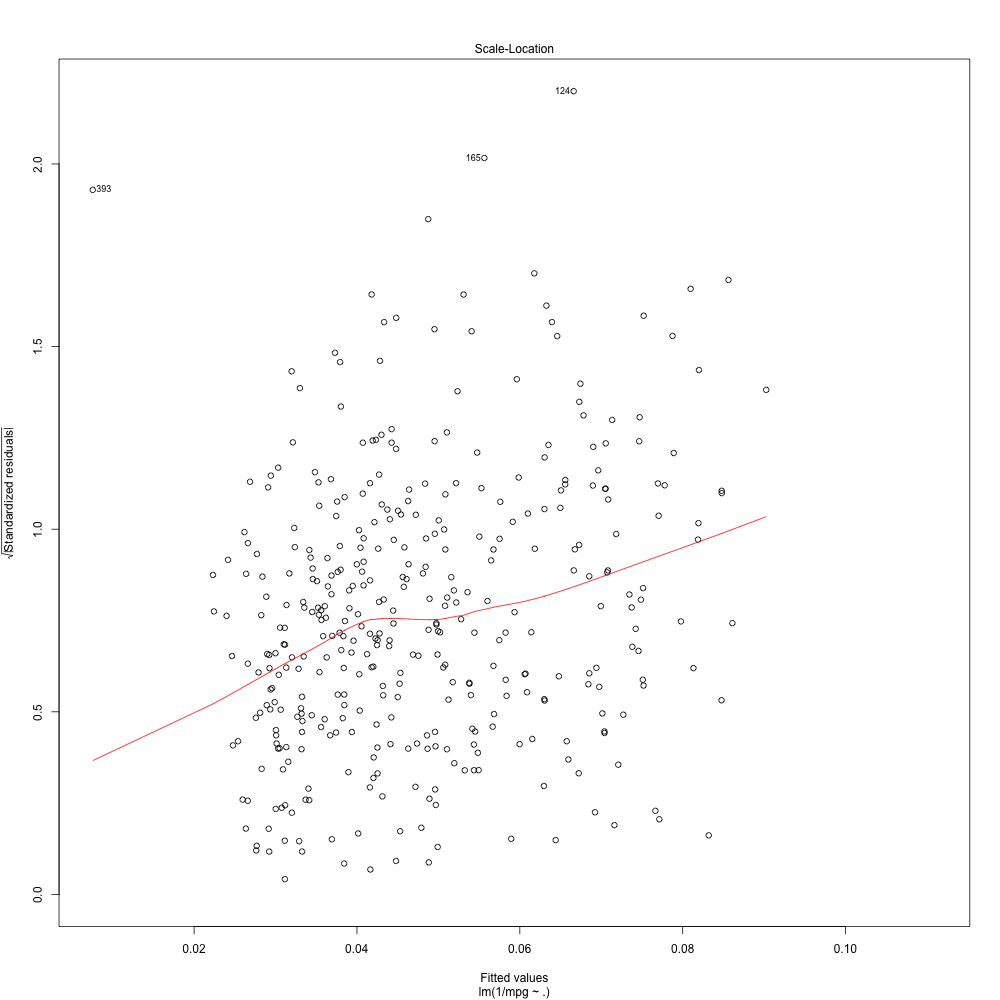 Scale-Location
124
165
393
2.0
1.5
1.0
0.5
0.0
√|Standardized residuals|
0.02 0.04 0.06 0.08 0.10
Fitted values
lm(1/mpg ~ .)